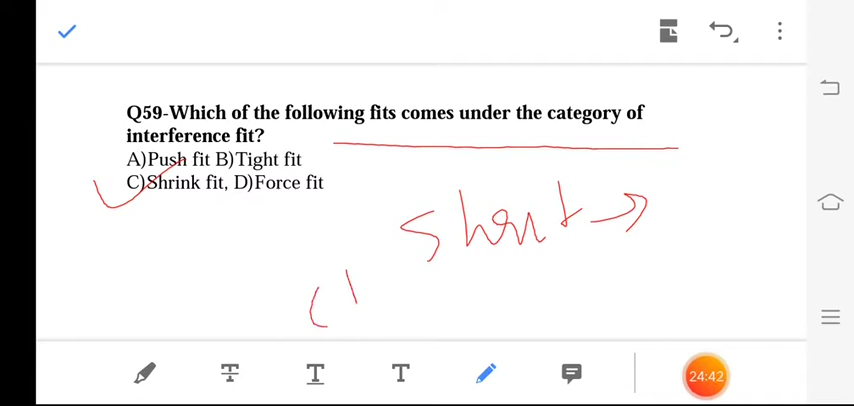 Q59-Which of the following fits comes under the category of
interference fit?
A)Push fit B)Tight fit
C)Shrink fit, D)Force fit
Short →
24:42